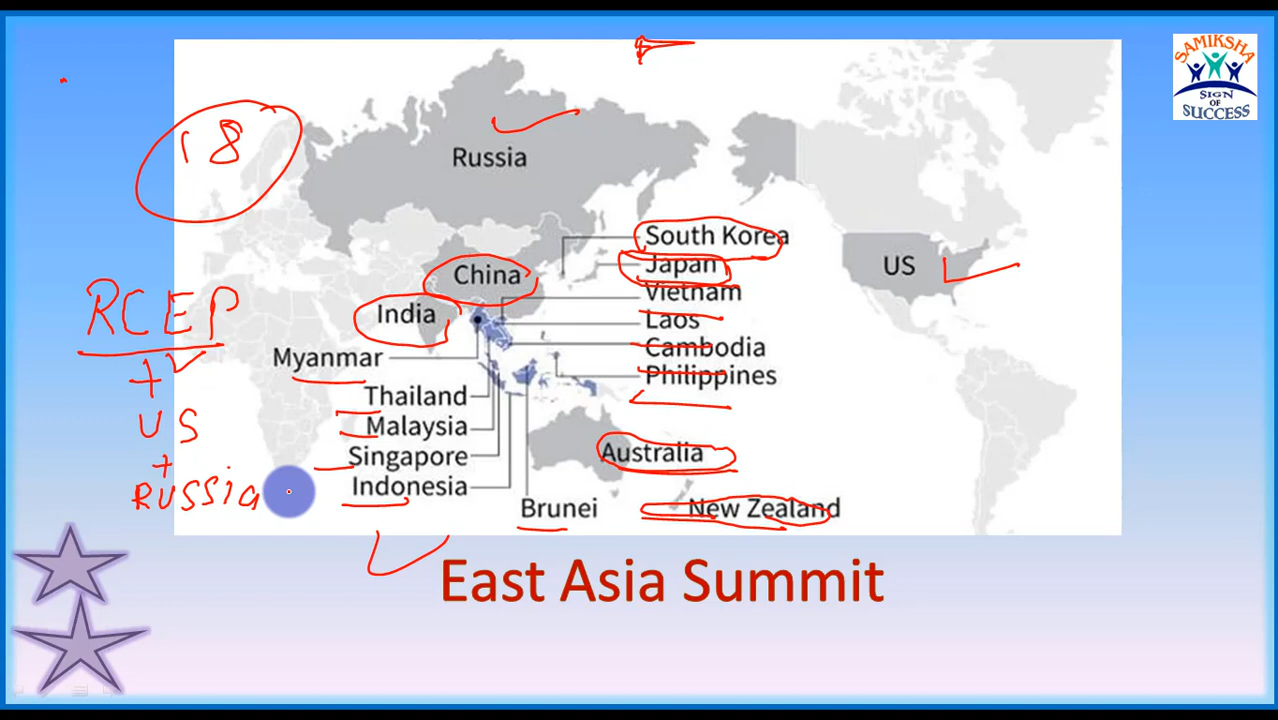 SAMIKSHA
SIGN
OF
SUCCESS
18
Russia
South Korea
Japan
China
US
Vietnam
India
Laos
RCEP
Myanmar
Cambodia
+
Philippines
Thailand
US
Malaysia
Australia
+
Singapore
RUSSia
Indonesia
Brunei
New Zealand
East Asia Summit